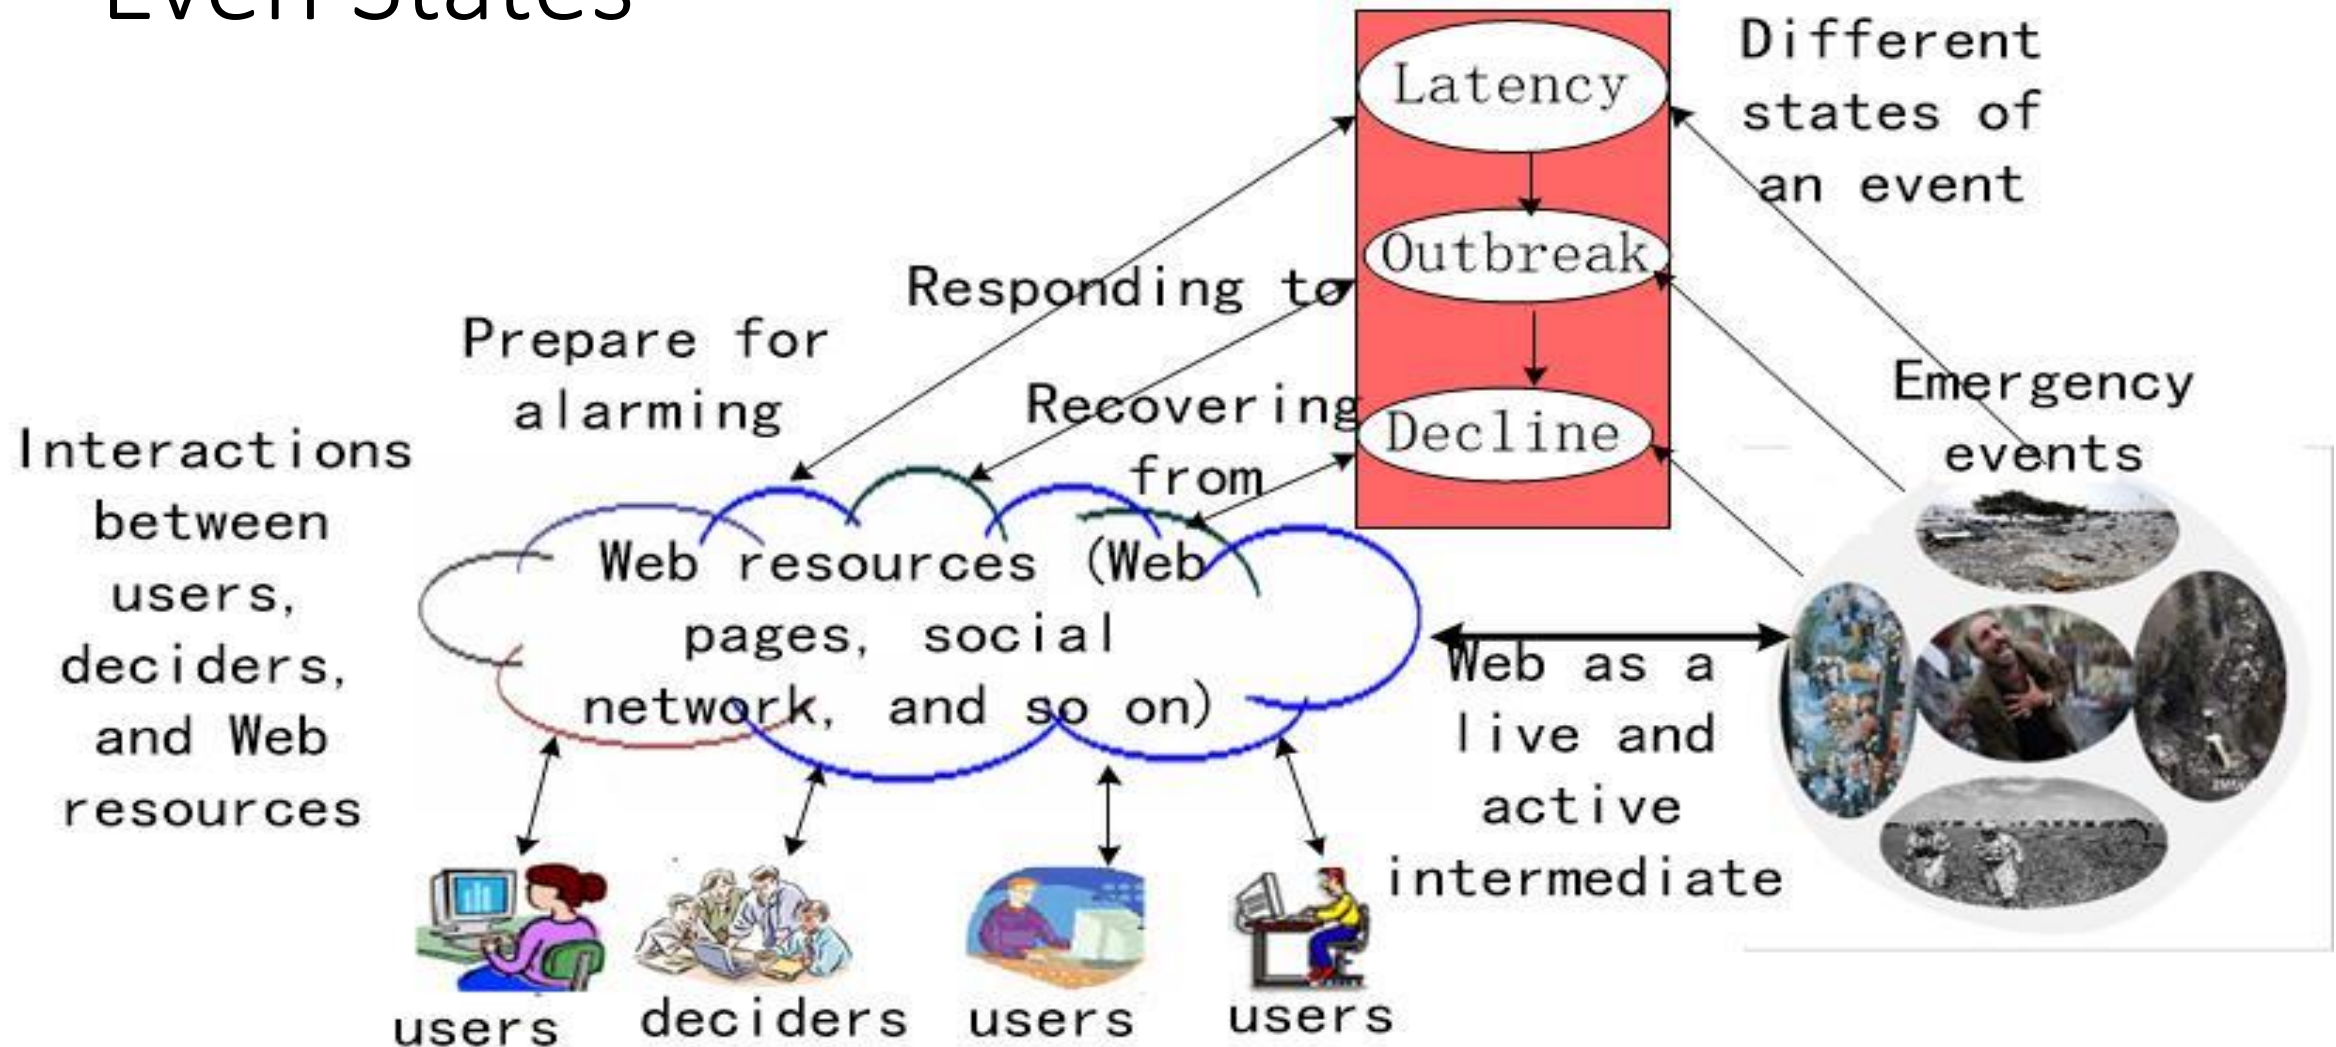 Even States
Latency
Outbreak
Decline
Different
states of
an event
Responding to
Prepare for
alarming
Recovering
from
Emergency
events
Interactions
between
users,
deciders,
and Web
resources
Web resources (Web
pages, social
network, and so on)
Web as a
live and
active
intermediate
users
deciders
users
users